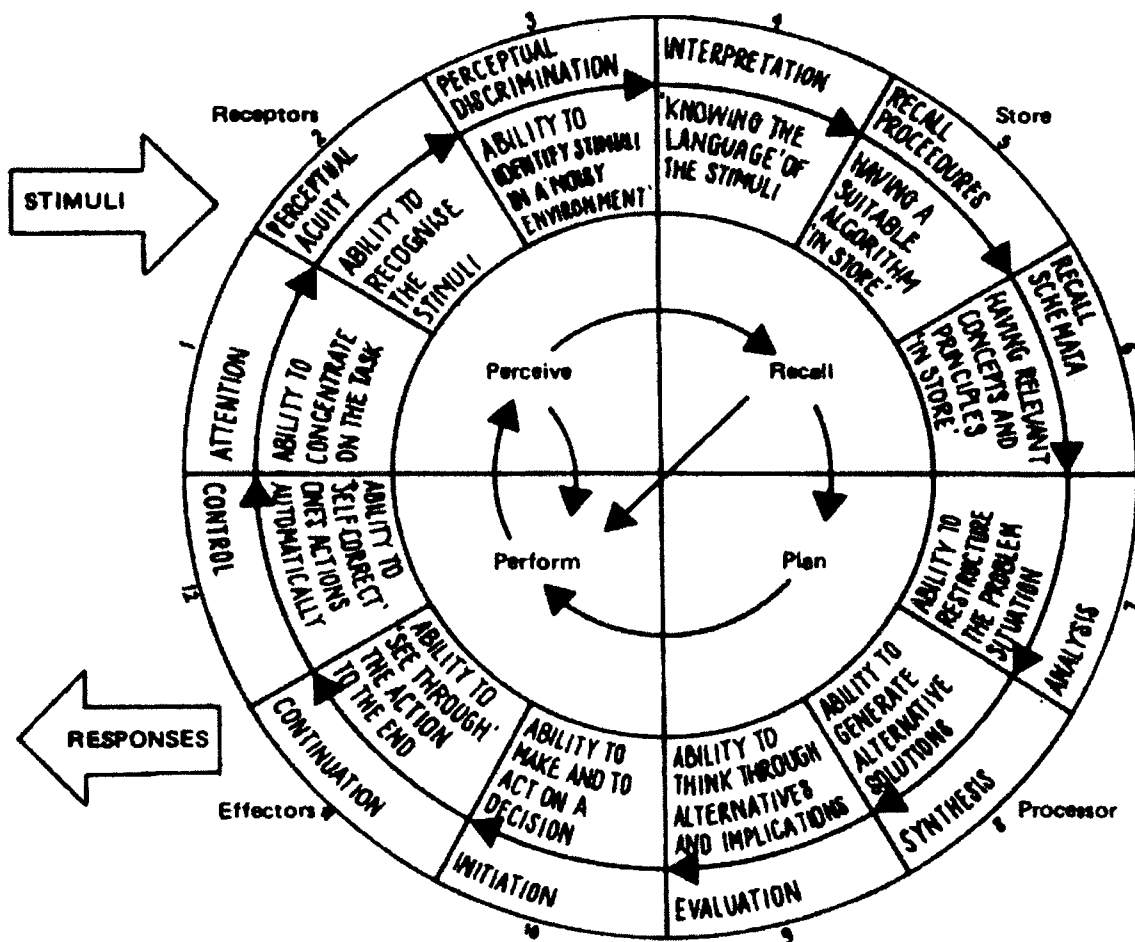 STIMULI
Receptors
1
ATTENTION
ABILITY TO
CONCENTRATE
ON THE TASK
2
PERCEPTUAL
ACUITY
ABILITY TO
RECOGNISE
THE
STIMULI
3
PERCEPTUAL
DISCRIMINATION
ABILITY TO
IDENTIFY STIMULI
IN A 'NOISY
ENVIRONMENT'
4
INTERPRETATION
'KNOWING THE
LANGUAGE' OF
THE STIMULI
Store
5
RECALL
PROCEEDURES
HAVING A
SUITABLE
ALGORITHM
'IN STORE'
6
RECALL
SCHEMATA
HAVING RELEVANT
CONCEPTS AND
PRINCIPLES
'IN STORE'
7
ANALYSIS
ABILITY TO
RESTRUCTURE
THE PROBLEM
SITUATION
Processor
8
SYNTHESIS
ABILITY TO
GENERATE
ALTERNATIVE
SOLUTIONS
9
EVALUATION
ABILITY TO
THINK THROUGH
ALTERNATIVES
AND IMPLICATIONS
10
INITIATION
ABILITY TO
MAKE AND TO
ACT ON A
DECISION
Effectors
CONTINUATION
ABILITY TO
'SEE THROUGH'
THE ACTION
TO THE END
12
CONTROL
ABILITY TO
'SELF CORRECT'
ONES ACTIONS
AUTOMATICALLY
RESPONSES
Perceive
Recall
Perform
Plan